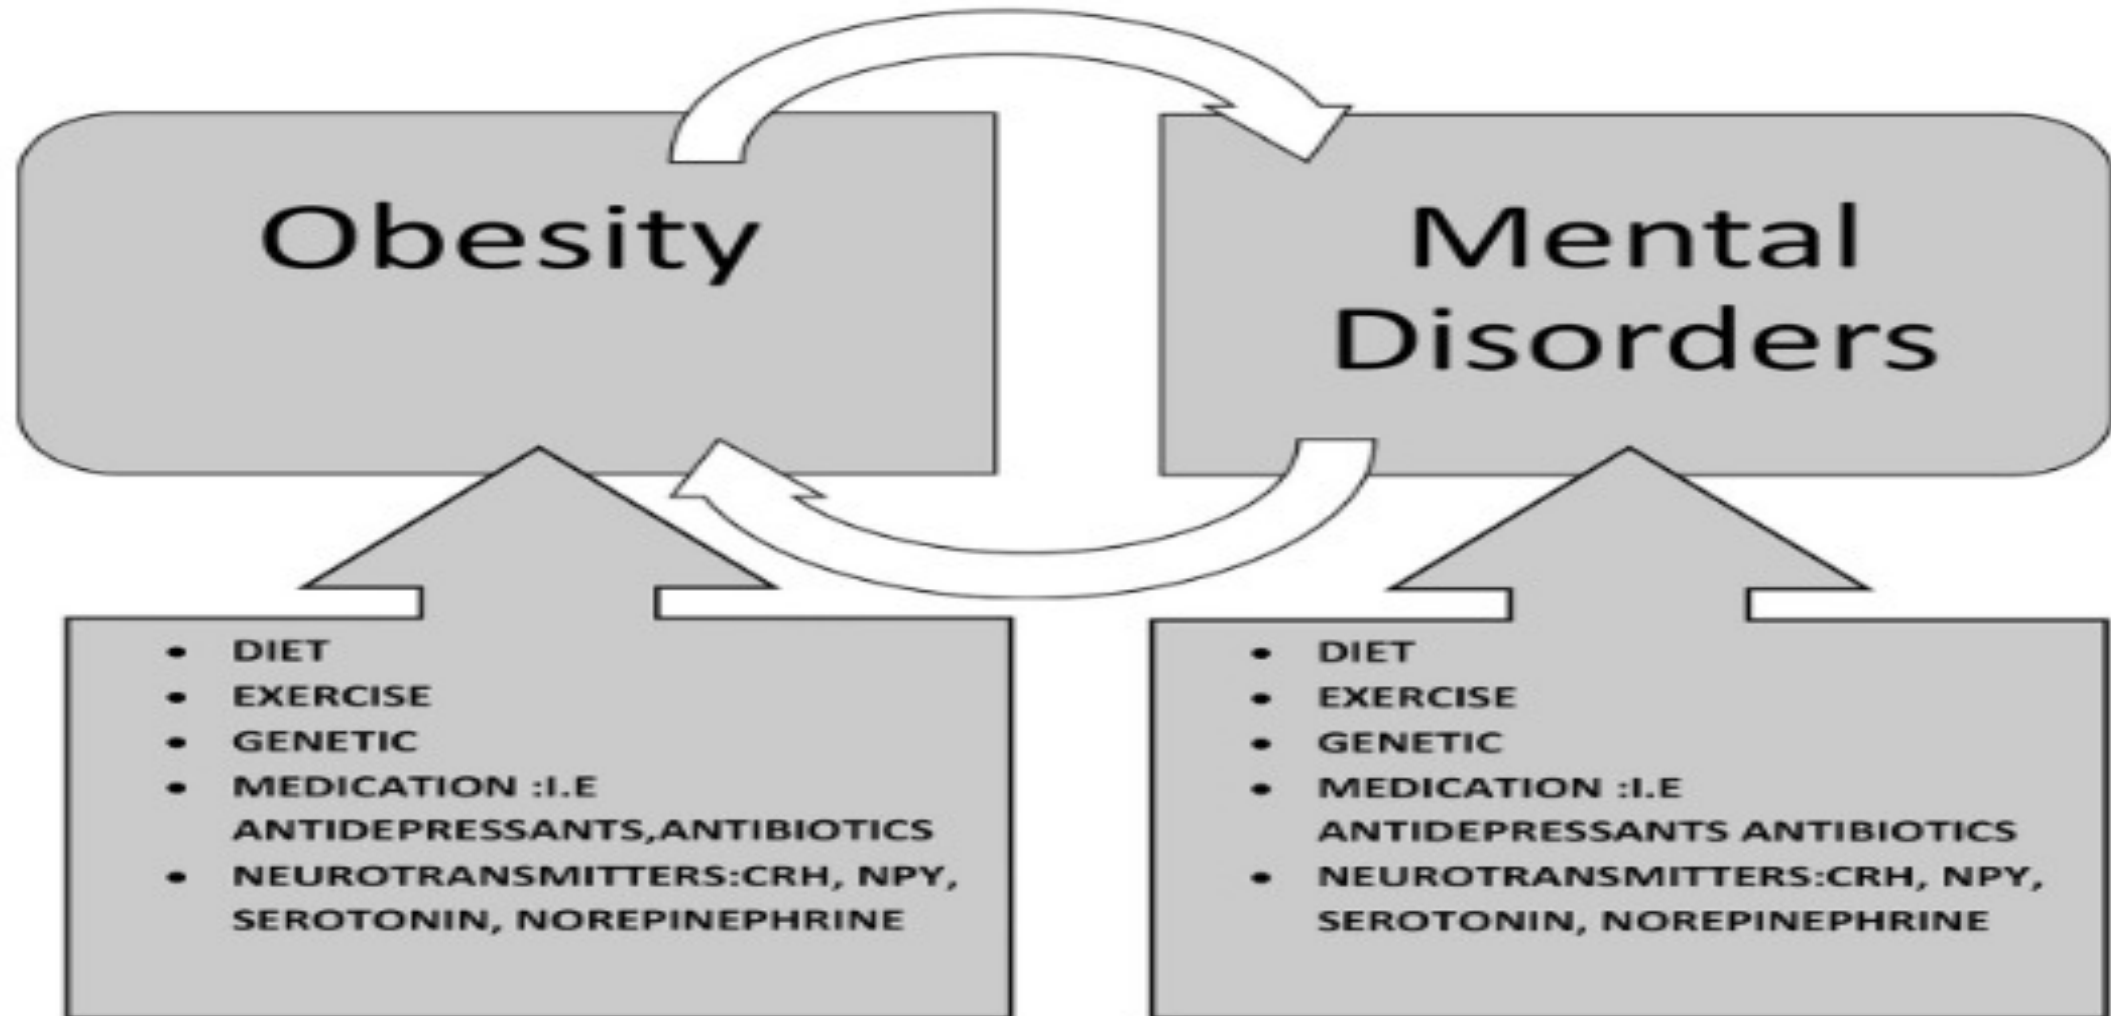 Obesity
Mental
Disorders
• DIET
• EXERCISE
• GENETIC
• MEDICATION :I.E
ANTIDEPRESSANTS,ANTIBIOTICS
• NEUROTRANSMITTERS:CRH, NPY,
SEROTONIN, NOREPINEPHRINE
• DIET
• EXERCISE
• GENETIC
• MEDICATION :I.E
ANTIDEPRESSANTS ANTIBIOTICS
• NEUROTRANSMITTERS:CRH, NPY,
SEROTONIN, NOREPINEPHRINE